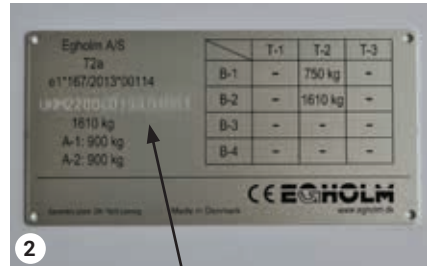 Egholm A/S
T2a
e1*167/2013*00114
1610 kg
A-1: 900 kg
A-2: 900 kg
T-1 T-2 T-3
B-1 - 750 kg -
B-2 - 1610 kg -
B-3 - - -
B-4 - - -
CE EGHOLM
Made in Denmark
www.egholm.dk
2